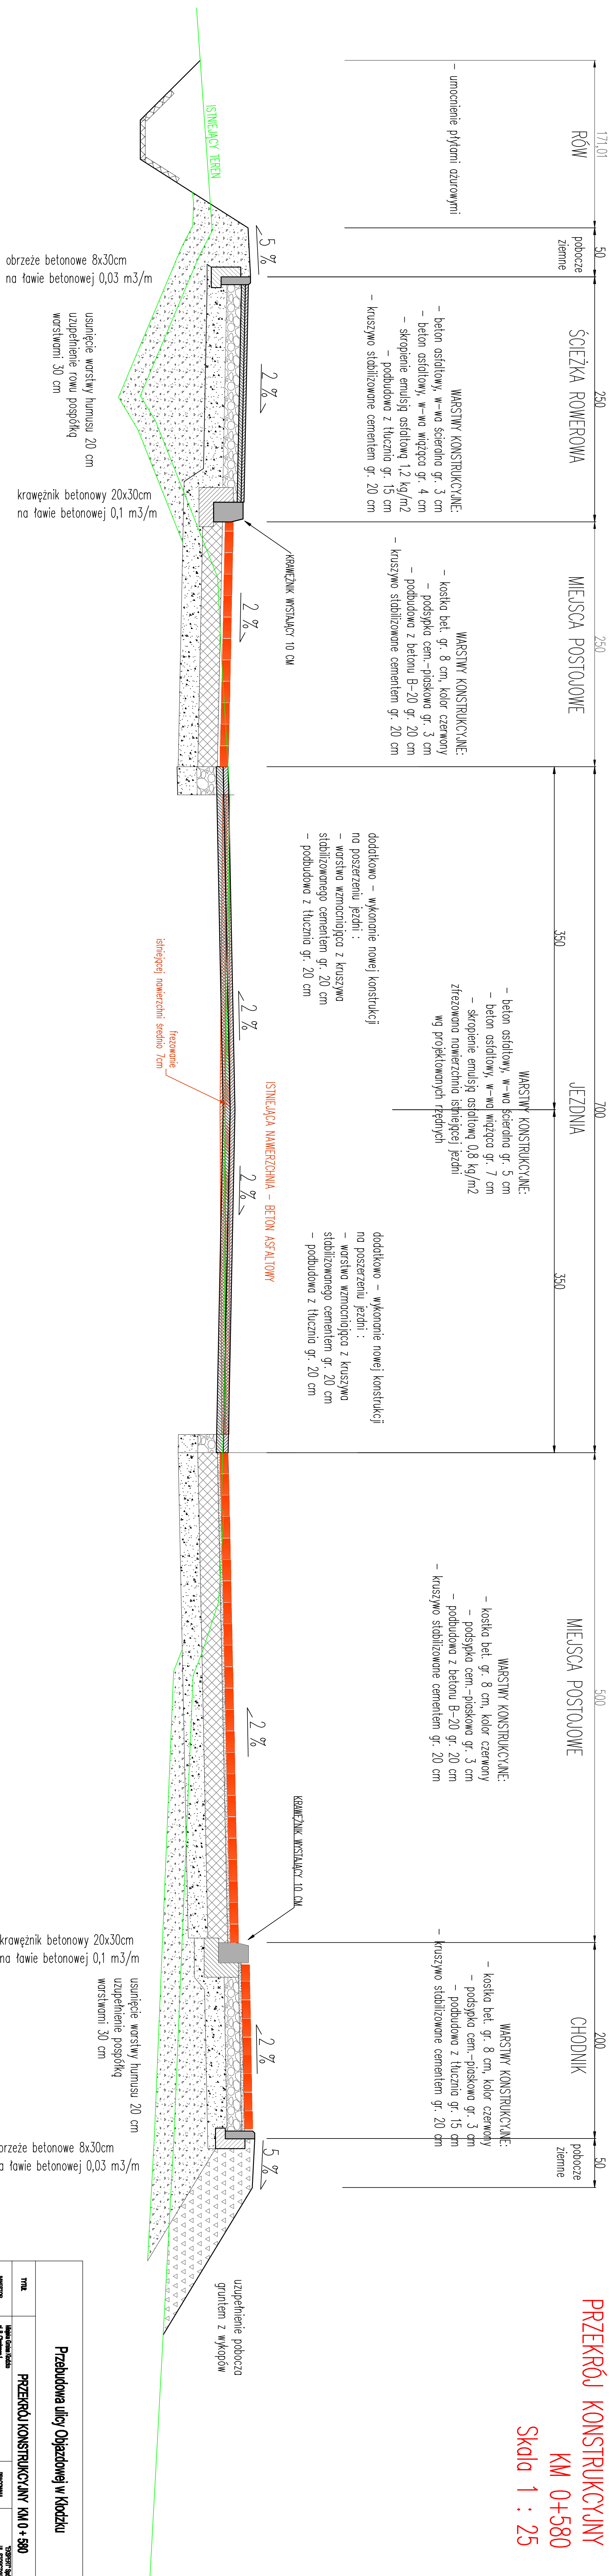 PRZEKRÓJ KONSTRUKCYJNY
KM 0+580
Skala 1 : 25
171,01
50
250
250
700
500
200
50
RÓW
pobocze
ziemne
ŚCIEŻKA ROWEROWA
MIEJSCA POSTOJOWE
JEZDNIA
MIEJSCA POSTOJOWE
CHODNIK
pobocze
ziemne
350
350
- umocnienie płytami ażurowymi
WARSTWY KONSTRUKCYJNE:
- beton asfaltowy, w-wa ścieralna gr. 3 cm
- beton asfaltowy, w-wa wiążąca gr. 4 cm
- skropienie emulsją asfaltową 1,2 kg/m2
- podbudowa z tłucznia gr. 15 cm
- kruszywo stabilizowane cementem gr. 20 cm
WARSTWY KONSTRUKCYJNE:
- kostka bet. gr. 8 cm, kolor czerwony
- podsypka cem.-piaskowa gr. 3 cm
- podbudowa z betonu B-20 gr. 20 cm
- kruszywo stabilizowane cementem gr. 20 cm
WARSTWY KONSTRUKCYJNE:
- beton asfaltowy, w-wa ścieralna gr. 5 cm
- beton asfaltowy, w-wa wiążąca gr. 7 cm
- skropienie emulsją asfaltową 0,8 kg/m2
zfrezowana nawierzchnia istniejącej jezdni
wg projektowanych rzędnych
dodatkowo - wykonanie nowej konstrukcji
na poszerzeniu jezdni :
- warstwa wzmacniająca z kruszywa
stabilizowanego cementem gr. 20 cm
- podbudowa z tłucznia gr. 20 cm
dodatkowo - wykonanie nowej konstrukcji
na poszerzeniu jezdni :
- warstwa wzmacniająca z kruszywa
stabilizowanego cementem gr. 20 cm
- podbudowa z tłucznia gr. 20 cm
WARSTWY KONSTRUKCYJNE:
- kostka bet. gr. 8 cm, kolor czerwony
- podsypka cem.-piaskowa gr. 3 cm
- podbudowa z betonu B-20 gr. 20 cm
- kruszywo stabilizowane cementem gr. 20 cm
WARSTWY KONSTRUKCYJNE:
- kostka bet. gr. 8 cm, kolor czerwony
- podsypka cem.-piaskowa gr. 3 cm
- podbudowa z tłucznia gr. 15 cm
- kruszywo stabilizowane cementem gr. 20 cm
ISTNIEJĄCY TEREN
5 %
2 %
KRAWĘŻNIK WYSTAJĄCY 10 CM
2 %
2 %
ISTNIEJĄCA NAWIERZCHNIA - BETON ASFALTOWY
2 %
2 %
KRAWĘŻNIK WYSTAJĄCY 10 CM
2 %
5 %
frezowanie
istniejącej nawierzchni średnio 7cm
uzupełnienie pobocza
gruntem z wykopów
obrzeże betonowe 8x30cm
na ławie betonowej 0,03 m3/m
usunięcie warstwy humusu 20 cm
uzupełnienie rowu pospółką
warstwami 30 cm
krawężnik betonowy 20x30cm
na ławie betonowej 0,1 m3/m
krawężnik betonowy 20x30cm
na ławie betonowej 0,1 m3/m
usunięcie warstwy humusu 20 cm
uzupełnienie pospółką
warstwami 30 cm
rzeże betonowe 8x30cm
a ławie betonowej 0,03 m3/m
Przebudowa ulicy Objazdowej w Kłodzku
TYTUŁ
PRZEKRÓJ KONSTRUKCYJNY KM 0 + 580